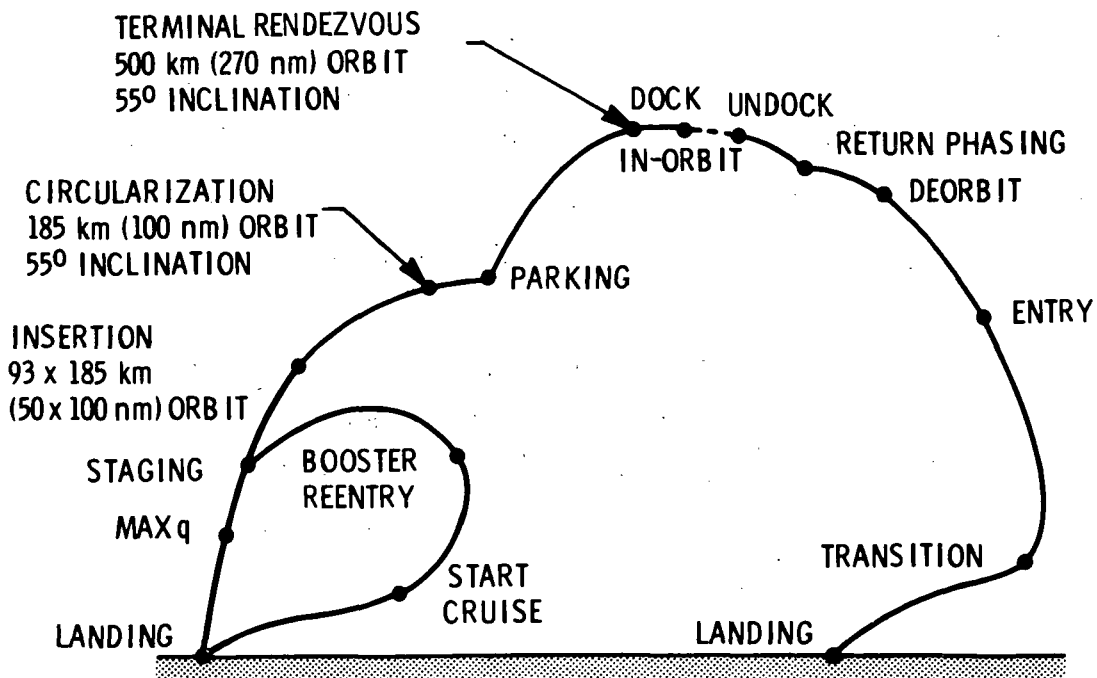 TERMINAL RENDEZVOUS
500 km (270 nm) ORBIT
55⁰ INCLINATION
DOCK
UNDOCK
IN-ORBIT
RETURN PHASING
DEORBIT
CIRCULARIZATION
185 km (100 nm) ORBIT
55⁰ INCLINATION
PARKING
ENTRY
INSERTION
93 x 185 km
(50 x 100 nm) ORBIT
STAGING
BOOSTER
REENTRY
MAX q
START
CRUISE
TRANSITION
LANDING
LANDING